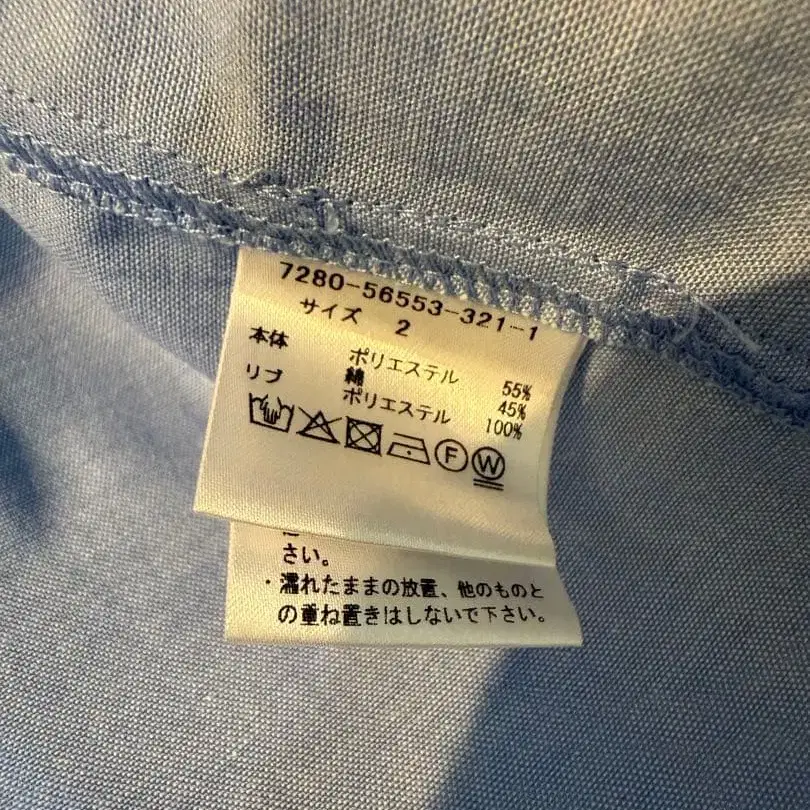 7280-56553-321-1
サイズ 2
本体 ポリエステル 55%
綿 45%
リブ ポリエステル 100%
F W
さい。
・濡れたままの放置、他のものと
の重ね置きはしないで下さい。